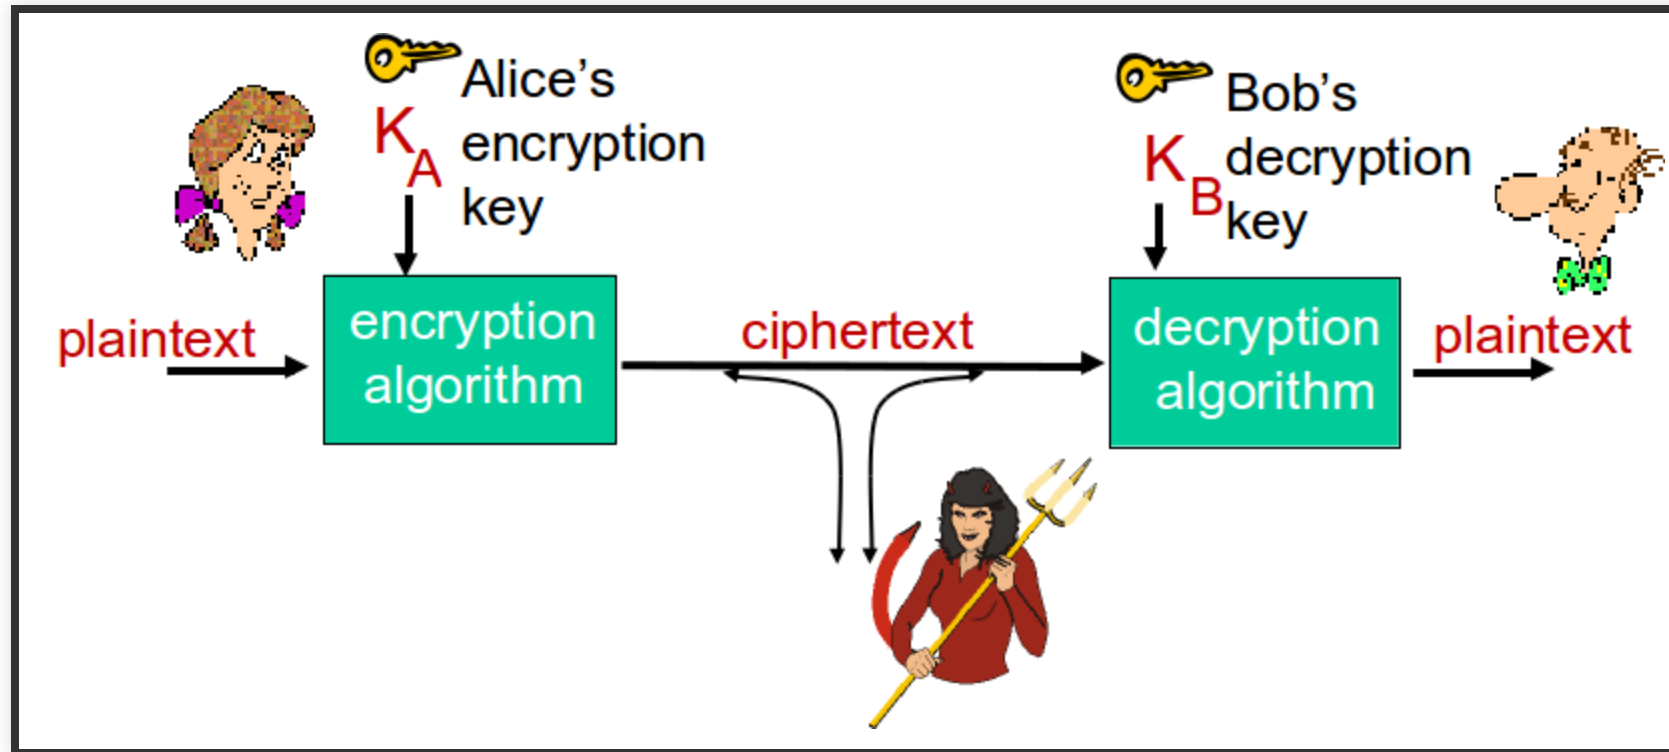 Alice's
encryption
key
K
A
Bob's
decryption
key
K
B
plaintext
encryption
algorithm
ciphertext
decryption
algorithm
plaintext